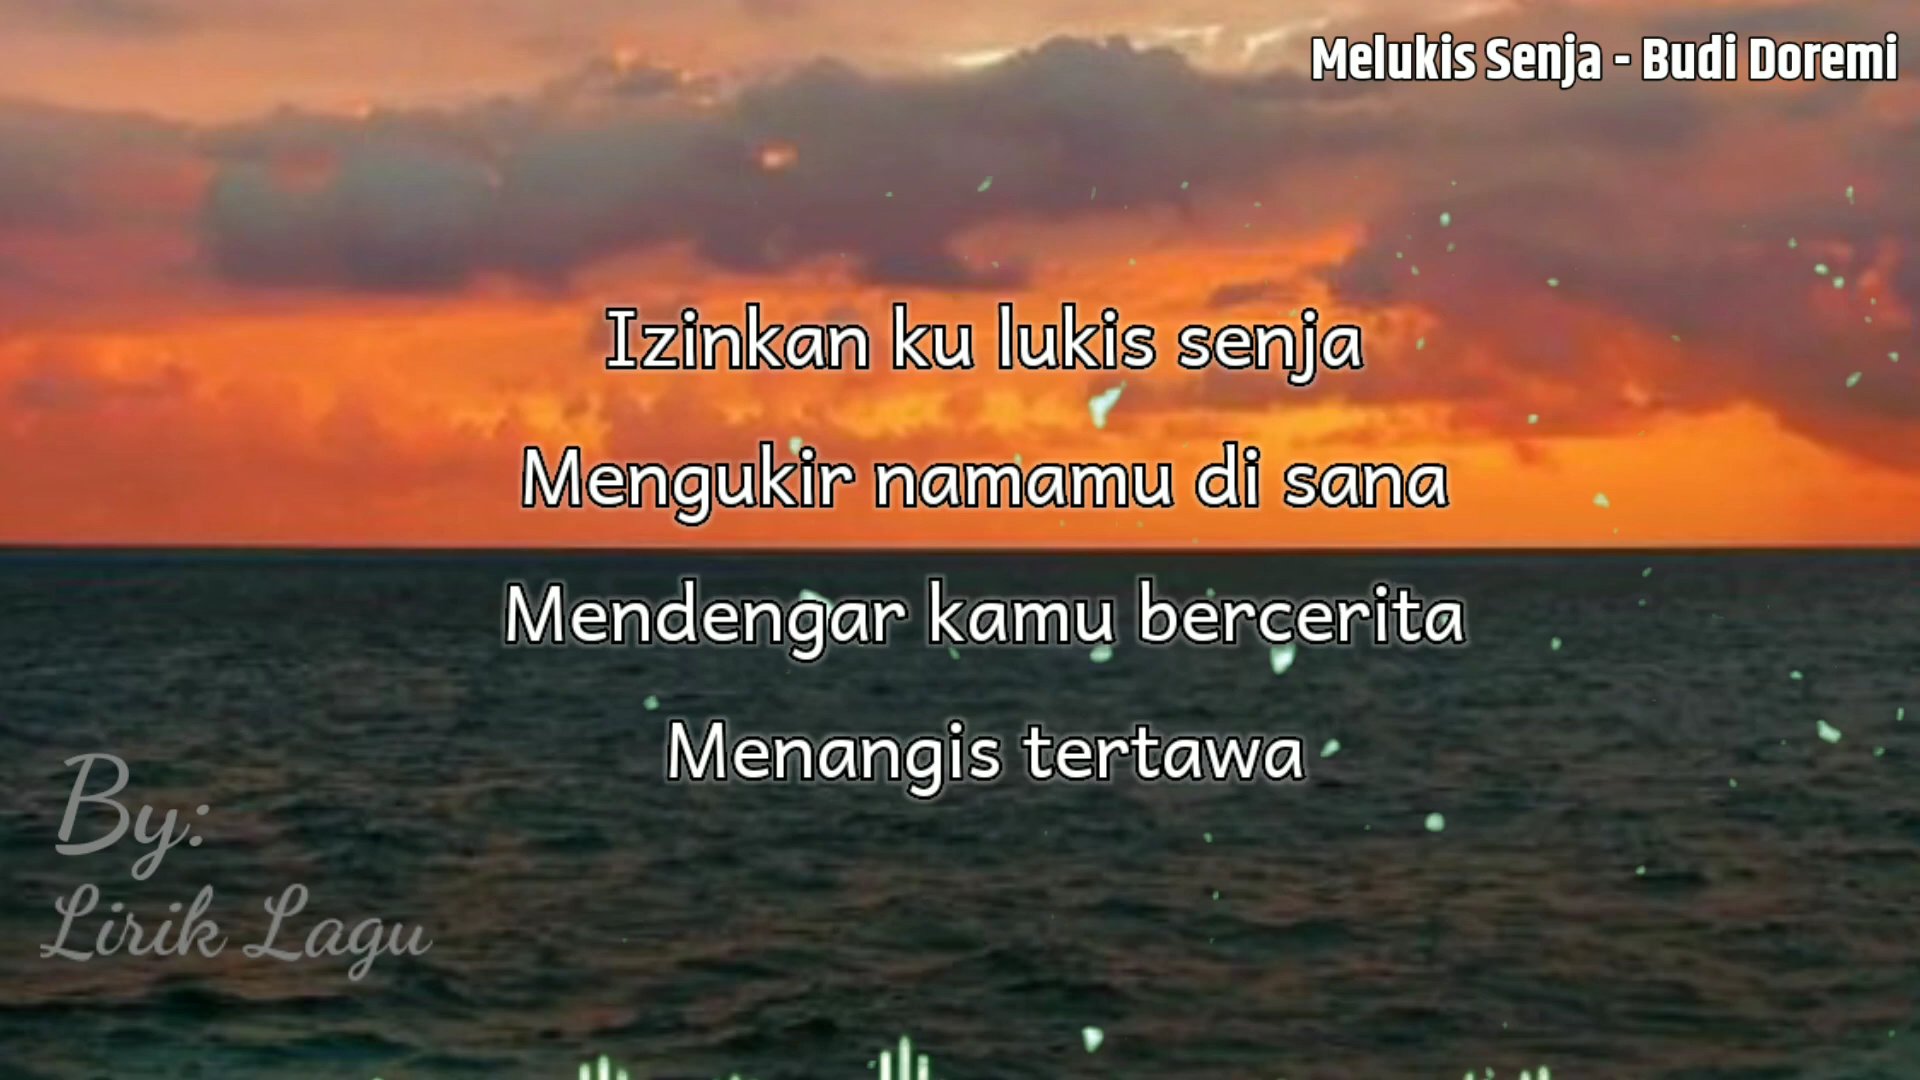 Melukis Senja - Budi Doremi
Izinkan ku lukis senja
Mengukir namamu di sana
Mendengar kamu bercerita
Menangis tertawa
By:
Lirik Lagu